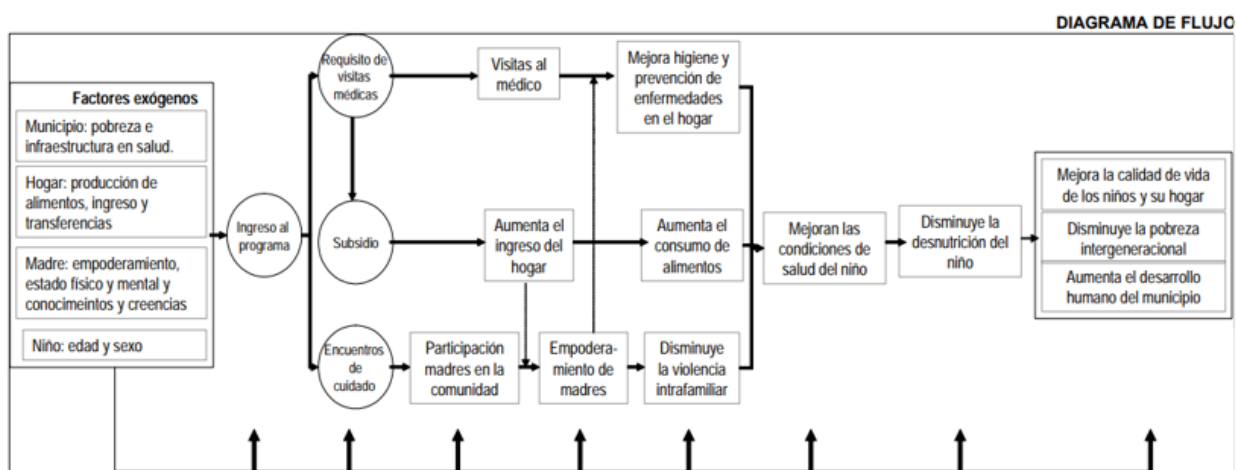 DIAGRAMA DE FLUJO
Factores exógenos
Municipio: pobreza e
infraestructura en salud.
Hogar: producción de
alimentos, ingreso y
transferencias
Madre: empoderamiento,
estado físico y mental y
conocimeintos y creencias
Niño: edad y sexo
Ingreso al
programa
Requisito de
visitas
médicas
Subsidio
Encuentros
de
cuidado
Visitas al
médico
Aumenta el
ingreso del
hogar
Participación
madres en la
comunidad
Empodera-
miento de
madres
Mejora higiene y
prevención de
enfermedades
en el hogar
Aumenta el
consumo de
alimentos
Disminuye
la violencia
intrafamiliar
Mejoran las
condiciones de
salud del niño
Disminuye la
desnutrición del
niño
Mejora la calidad de vida
de los niños y su hogar
Disminuye la pobreza
intergeneracional
Aumenta el desarrollo
humano del municipio